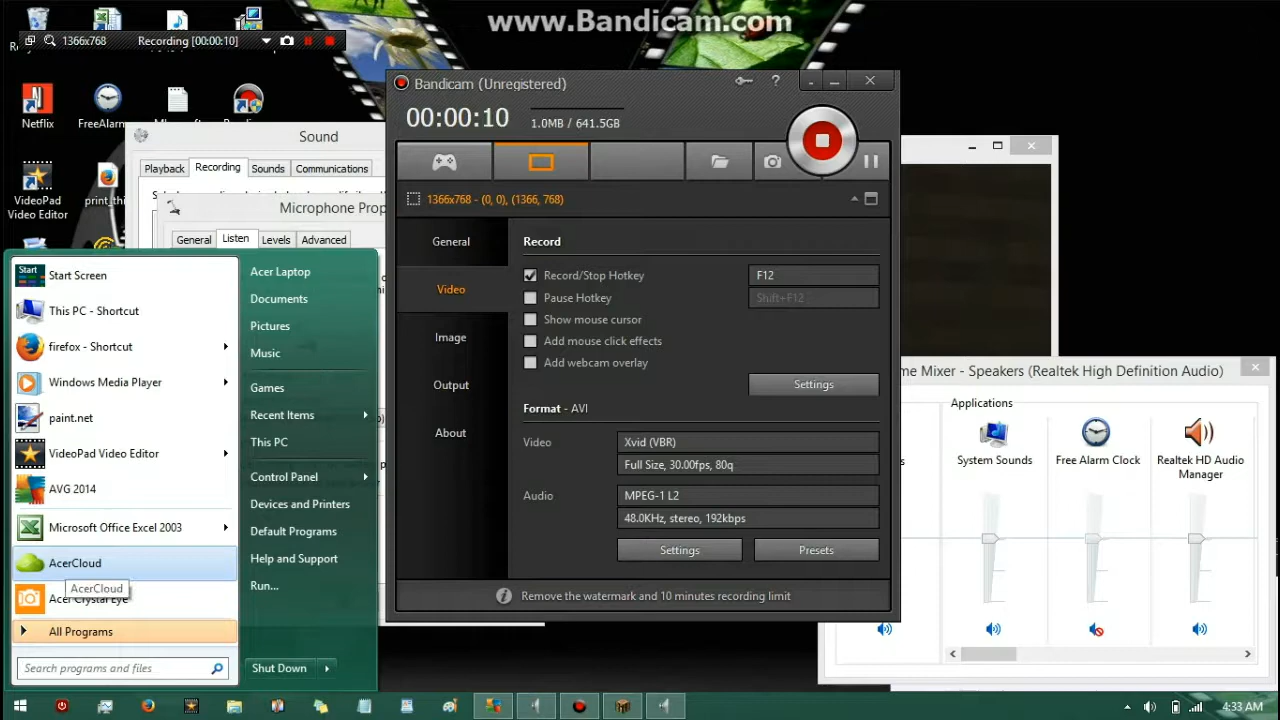 www.Bandicam.com
1366x768
Recording [00:00:10]
Netflix
FreeAlarm
VideoPad
Video Editor
Sound
Playback
Recording
Sounds
Communications
Microphone Prop
General
Listen
Levels
Advanced
Bandicam (Unregistered)
00:00:10
1.0MB / 641.5GB
1366x768 - (0, 0), (1366, 768)
General
Video
Image
Output
About
Record
Record/Stop Hotkey
F12
Pause Hotkey
Shift+F12
Show mouse cursor
Add mouse click effects
Add webcam overlay
Settings
Format - AVI
Video
Xvid (VBR)
Full Size, 30.00fps, 80q
Audio
MPEG-1 L2
48.0KHz, stereo, 192kbps
Settings
Presets
Remove the watermark and 10 minutes recording limit
Start
Start Screen
This PC - Shortcut
firefox - Shortcut
Windows Media Player
paint.net
VideoPad Video Editor
AVG 2014
Microsoft Office Excel 2003
AcerCloud
AcerCloud
Acer Crystal Eye
All Programs
Search programs and files
Acer Laptop
Documents
Pictures
Music
Games
Recent Items
This PC
Control Panel
Devices and Printers
Default Programs
Help and Support
Run...
Shut Down
me Mixer - Speakers (Realtek High Definition Audio)
Applications
System Sounds
Free Alarm Clock
Realtek HD Audio
Manager
4:33 AM